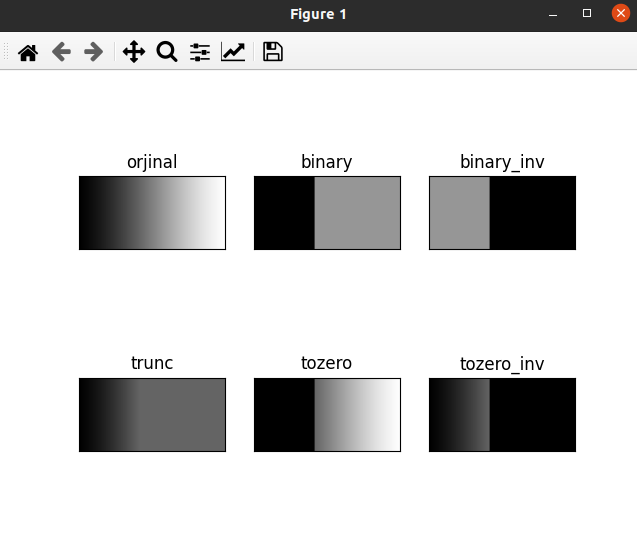 Figure 1
orjinal
binary
binary_inv
trunc
tozero
tozero_inv